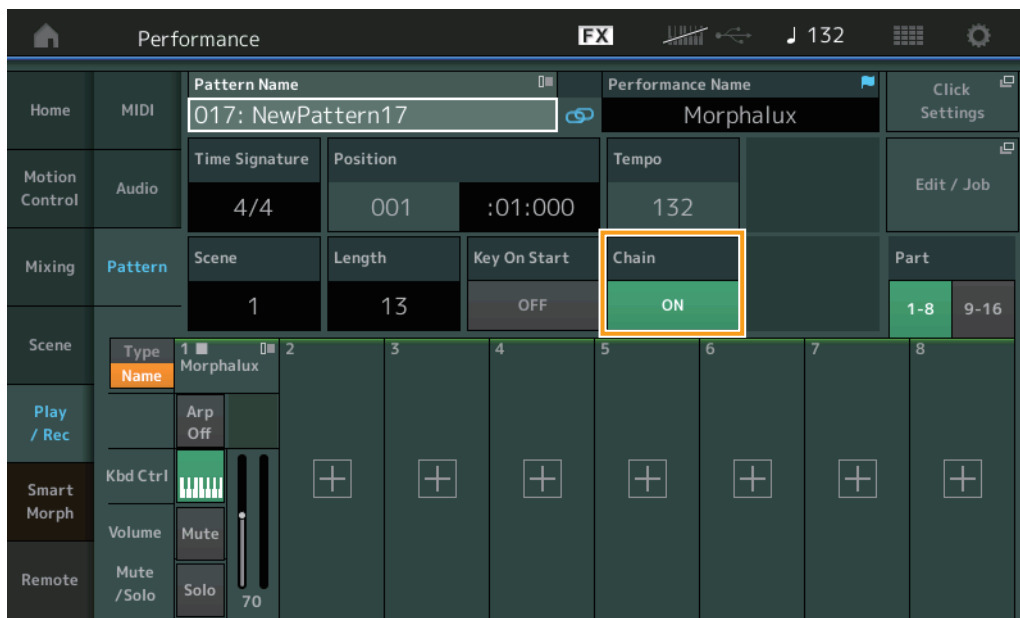 Performance
FX
132
Home
Motion
Control
Mixing
Scene
Play
/ Rec
Smart
Morph
Remote
MIDI
Audio
Pattern
Pattern Name
017: NewPattern17
Performance Name
Morphalux
Click
Settings
Time Signature
4/4
Position
001 :01:000
Tempo
132
Edit / Job
Scene
1
Length
13
Key On Start
OFF
Chain
ON
Part
1-8 9-16
Type
Name
1
Morphalux
2
3
4
5
6
7
8
Arp
Off
Kbd Ctrl
Volume
Mute
Mute
/Solo
Solo
70